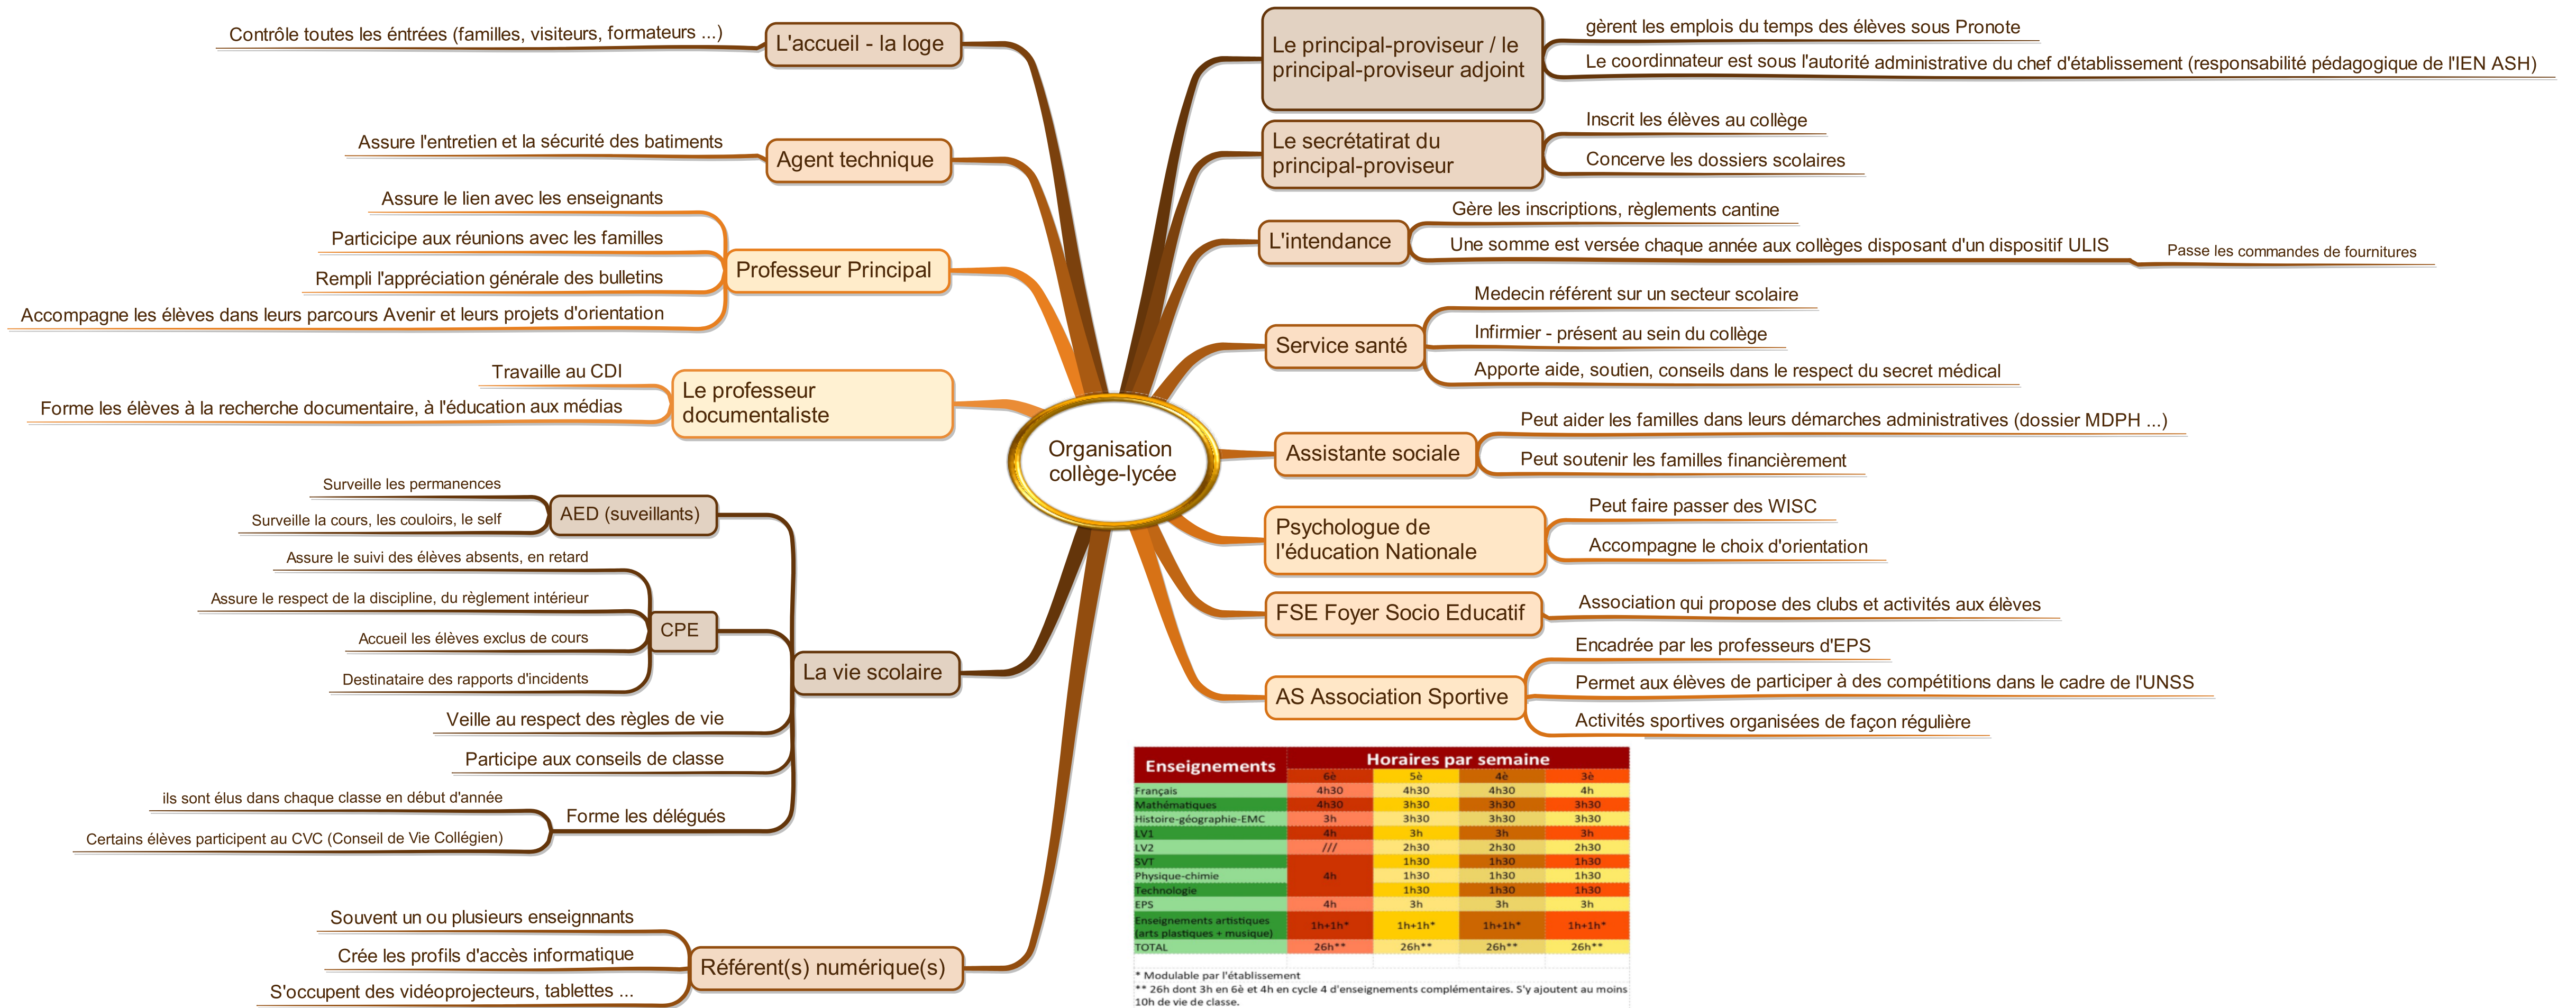 Organisation
collège-lycée
Le principal-proviseur / le
principal-proviseur adjoint
gèrent les emplois du temps des élèves sous Pronote
Le coordinnateur est sous l'autorité administrative du chef d'établissement (responsabilité pédagogique de l'IEN ASH)
Le secrétatirat du
principal-proviseur
Inscrit les élèves au collège
Concerve les dossiers scolaires
L'intendance
Gère les inscriptions, règlements cantine
Une somme est versée chaque année aux collèges disposant d'un dispositif ULIS
Passe les commandes de fournitures
Service santé
Medecin référent sur un secteur scolaire
Infirmier - présent au sein du collège
Apporte aide, soutien, conseils dans le respect du secret médical
Assistante sociale
Peut aider les familles dans leurs démarches administratives (dossier MDPH ...)
Peut soutenir les familles financièrement
Psychologue de
l'éducation Nationale
Peut faire passer des WISC
Accompagne le choix d'orientation
FSE Foyer Socio Educatif
Association qui propose des clubs et activités aux élèves
AS Association Sportive
Encadrée par les professeurs d'EPS
Permet aux élèves de participer à des compétitions dans le cadre de l'UNSS
Activités sportives organisées de façon régulière
L'accueil - la loge
Contrôle toutes les éntrées (familles, visiteurs, formateurs ...)
Agent technique
Assure l'entretien et la sécurité des batiments
Professeur Principal
Assure le lien avec les enseignants
Particicipe aux réunions avec les familles
Rempli l'appréciation générale des bulletins
Accompagne les élèves dans leurs parcours Avenir et leurs projets d'orientation
Le professeur
documentaliste
Travaille au CDI
Forme les élèves à la recherche documentaire, à l'éducation aux médias
La vie scolaire
AED (suveillants)
Surveille les permanences
Surveille la cours, les couloirs, le self
CPE
Assure le suivi des élèves absents, en retard
Assure le respect de la discipline, du règlement intérieur
Accueil les élèves exclus de cours
Destinataire des rapports d'incidents
Veille au respect des règles de vie
Participe aux conseils de classe
Forme les délégués
ils sont élus dans chaque classe en début d'année
Certains élèves participent au CVC (Conseil de Vie Collégien)
Référent(s) numérique(s)
Souvent un ou plusieurs enseignnants
Crée les profils d'accès informatique
S'occupent des vidéoprojecteurs, tablettes ...
Enseignements Horaires par semaine
6è 5è 4è 3è
Français 4h30 4h30 4h30 4h
Mathématiques 4h30 3h30 3h30 3h30
Histoire-géographie-EMC 3h 3h30 3h30 3h30
LV1 4h 3h 3h 3h
LV2 /// 2h30 2h30 2h30
SVT 1h30 1h30 1h30
Physique-chimie 4h 1h30 1h30 1h30
Technologie 1h30 1h30 1h30
EPS 4h 3h 3h 3h
Enseignements artistiques
(arts plastiques + musique) 1h+1h* 1h+1h* 1h+1h* 1h+1h*
TOTAL 26h** 26h** 26h** 26h**
* Modulable par l'établissement
** 26h dont 3h en 6è et 4h en cycle 4 d'enseignements complémentaires. S'y ajoutent au moins
10h de vie de classe.